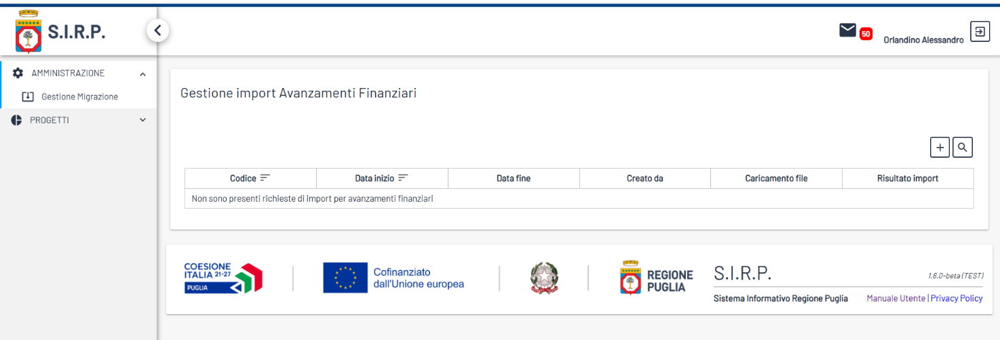 S.I.R.P.
50
Orlandino Alessandro
AMMINISTRAZIONE
Gestione Migrazione
PROGETTI
Gestione import Avanzamenti Finanziari
Codice Data inizio Data fine Creato da Caricamento file Risultato import
Non sono presenti richieste di import per avanzamenti finanziari
COESIONE
ITALIA 21-27
PUGLIA
Cofinanziato
dall'Unione europea
REGIONE
PUGLIA
S.I.R.P.
1.6.0-beta (TEST)
Sistema Informativo Regione Puglia
Manuale Utente | Privacy Policy